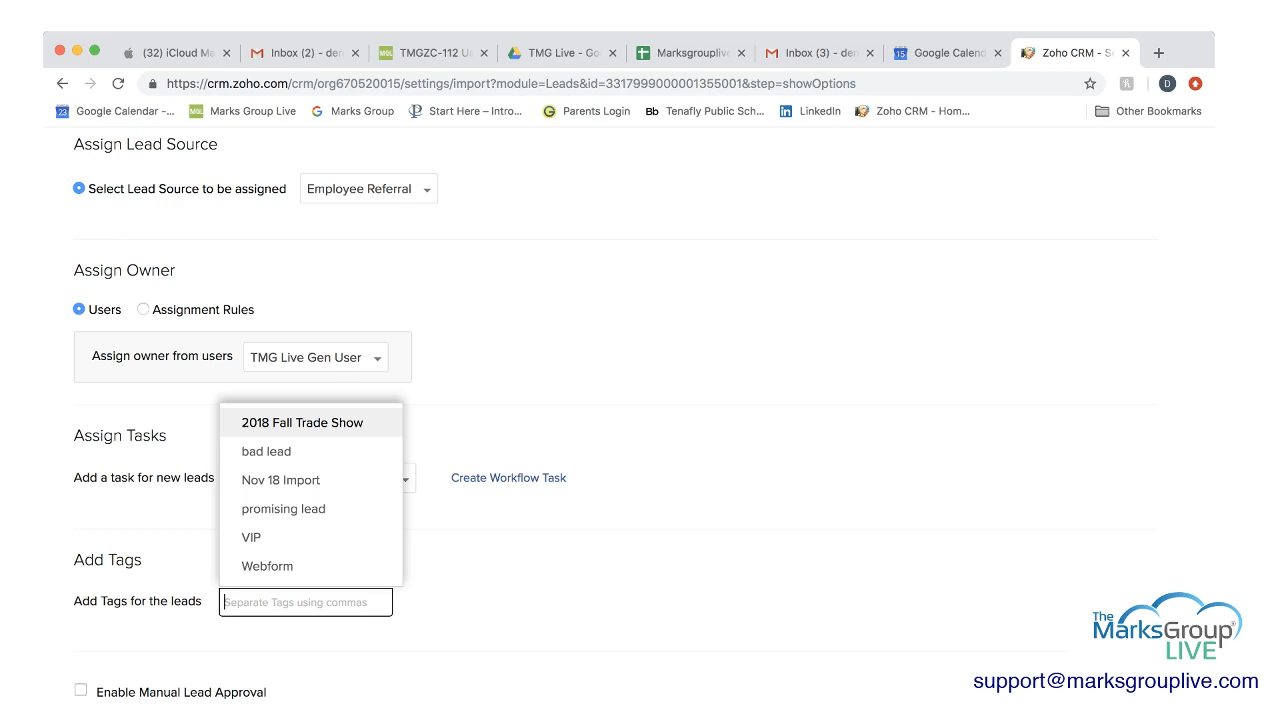 (32) iCloud Ma
Inbox (2) - der
TMGZC-112 U
TMG Live - Go
Marksgrouplive
Inbox (3) - der
Google Calend
Zoho CRM - S
https://crm.zoho.com/crm/org670520015/settings/import?module=Leads&id=3317999000001355001&step=showOptions
D
Google Calendar -...
MGL
Marks Group Live
Marks Group
Start Here – Intro...
Parents Login
Bb
Tenafly Public Sch...
LinkedIn
Zoho CRM - Hom...
Other Bookmarks
Assign Lead Source
Select Lead Source to be assigned
Employee Referral
Assign Owner
Users
Assignment Rules
Assign owner from users
TMG Live Gen User
2018 Fall Trade Show
Assign Tasks
bad lead
Add a task for new leads
Nov 18 Import
Create Workflow Task
promising lead
VIP
Add Tags
Webform
Add Tags for the leads
Separate Tags using commas
The
MarksGroup®
LIVE
support@marksgrouplive.com
Enable Manual Lead Approval